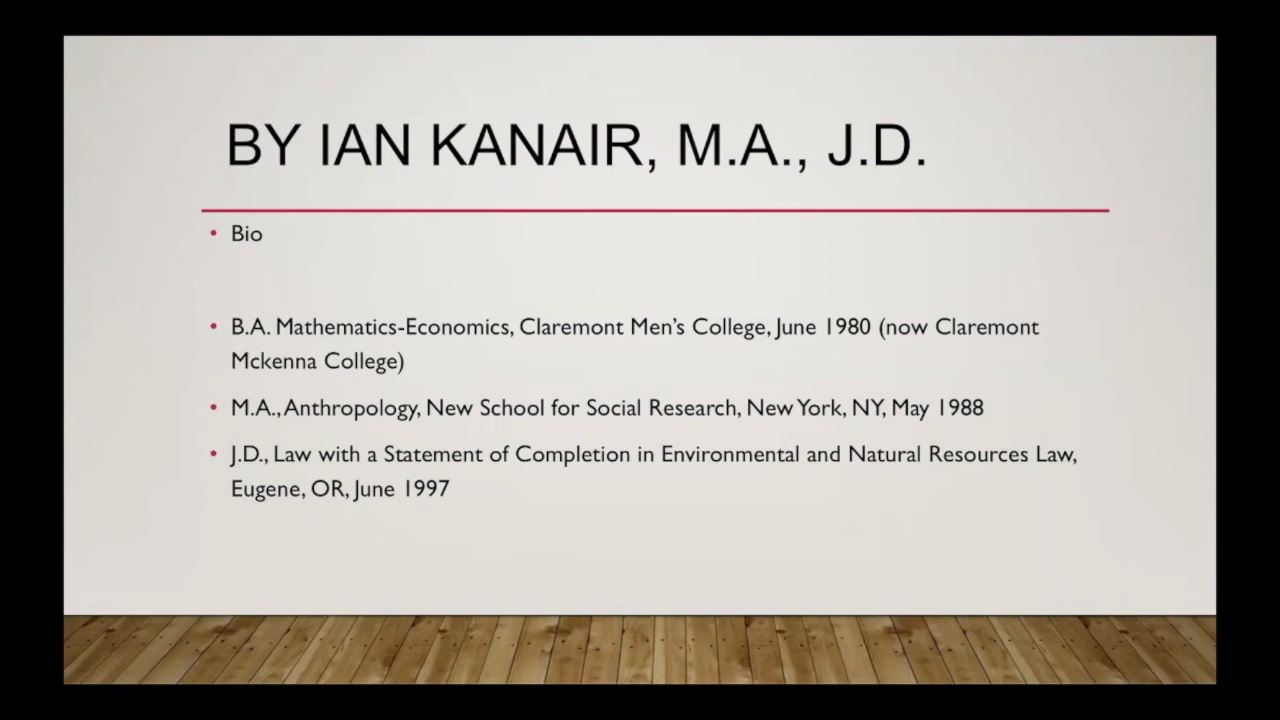 BY IAN KANAIR, M.A., J.D.
• Bio
• B.A. Mathematics-Economics, Claremont Men's College, June 1980 (now Claremont
Mckenna College)
• M.A., Anthropology, New School for Social Research, New York, NY, May 1988
• J.D., Law with a Statement of Completion in Environmental and Natural Resources Law,
Eugene, OR, June 1997